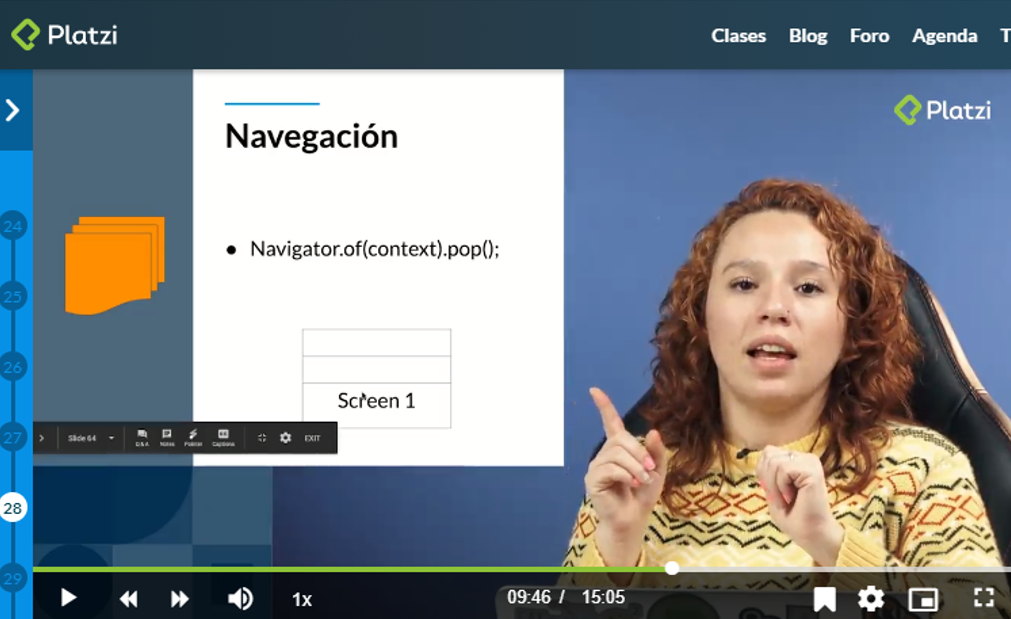 Platzi
Clases Blog Foro Agenda T
Platzi
Navegación
● Navigator.of(context).pop();
Screen 1
24
25
26
27
28
29
Slide 64 Q&A Notes Pointer Captions EXIT
1x 09:46 / 15:05